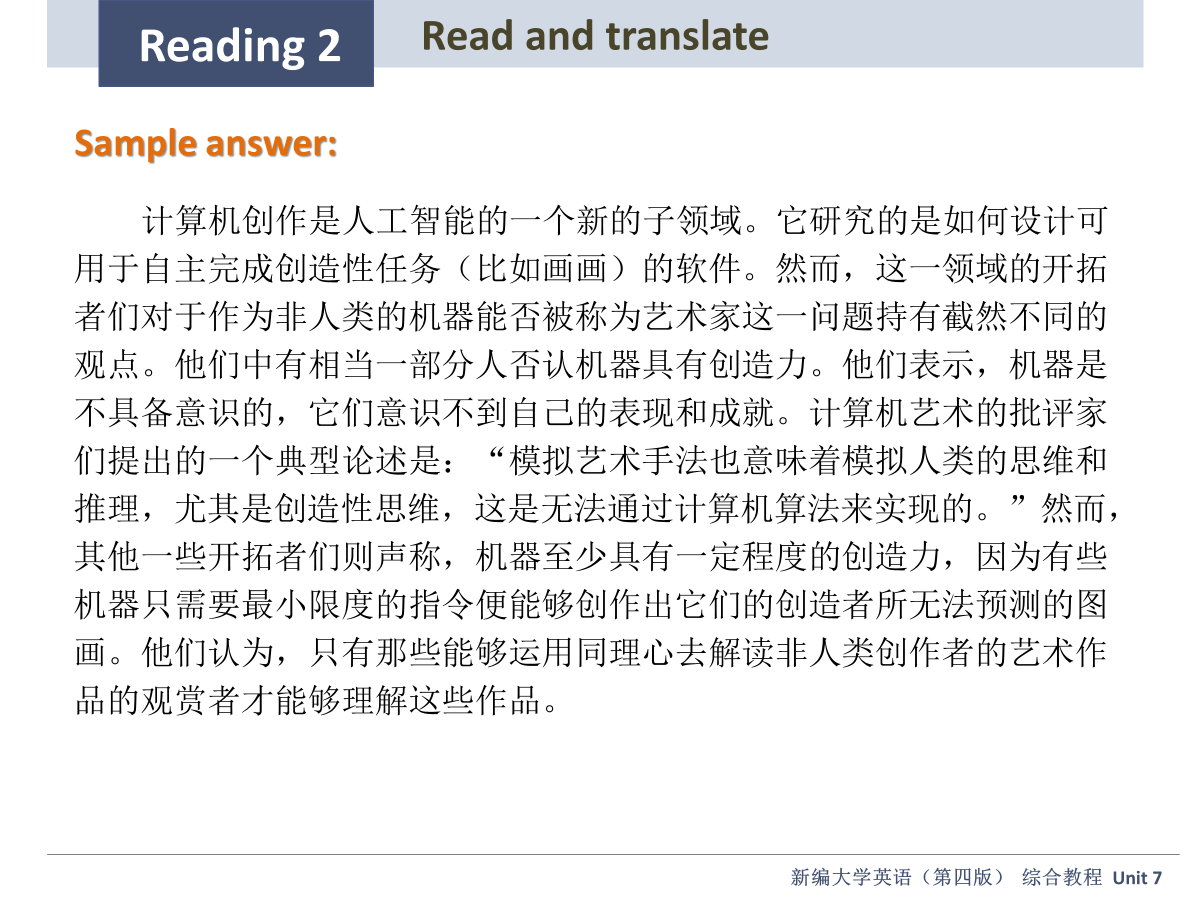 Reading 2
Read and translate
Sample answer:
计算机创作是人工智能的一个新的子领域。它研究的是如何设计可
用于自主完成创造性任务（比如画画）的软件。然而，这一领域的开拓
者们对于作为非人类的机器能否被称为艺术家这一问题持有截然不同的
观点。他们中有相当一部分人否认机器具有创造力。他们表示，机器是
不具备意识的，它们意识不到自己的表现和成就。计算机艺术的批评家
们提出的一个典型论述是：“模拟艺术手法也意味着模拟人类的思维和
推理，尤其是创造性思维，这是无法通过计算机算法来实现的。”然而，
其他一些开拓者们则声称，机器至少具有一定程度的创造力，因为有些
机器只需要最小限度的指令便能够创作出它们的创造者所无法预测的图
画。他们认为，只有那些能够运用同理心去解读非人类创作者的艺术作
品的观赏者才能够理解这些作品。
新编大学英语（第四版） 综合教程 Unit 7